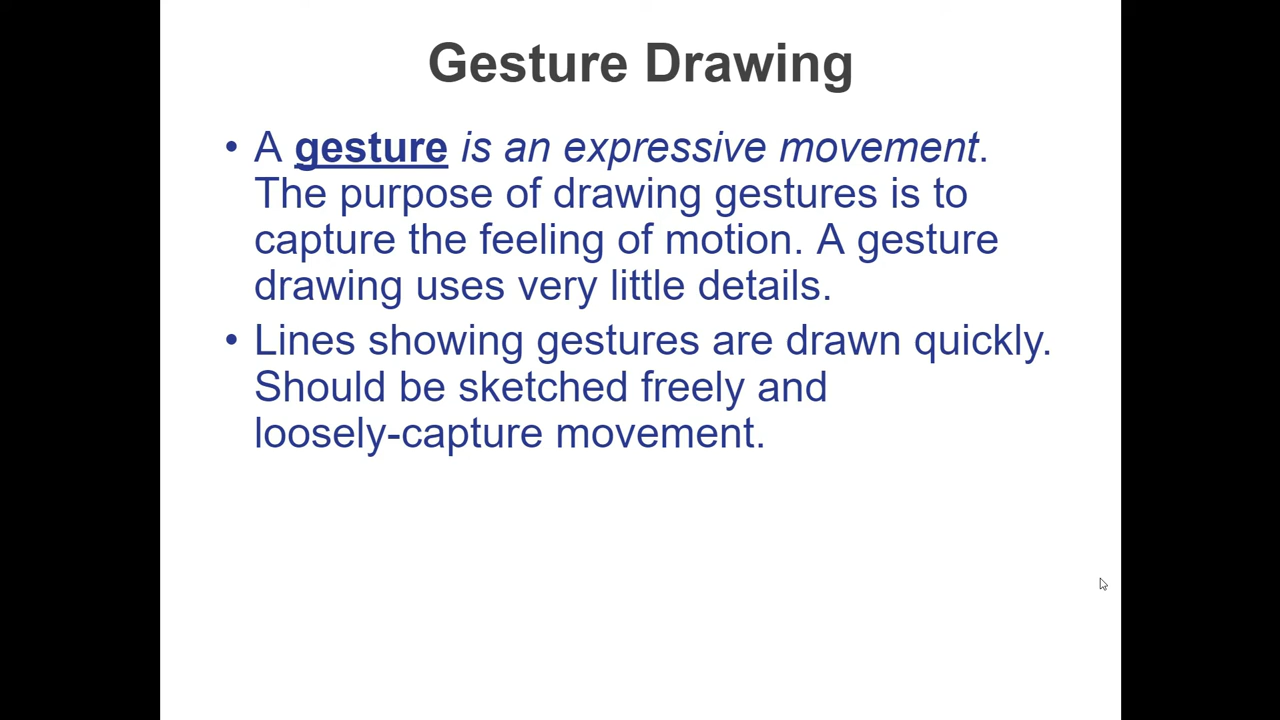 Gesture Drawing
• A gesture is an expressive movement.
The purpose of drawing gestures is to
capture the feeling of motion. A gesture
drawing uses very little details.
• Lines showing gestures are drawn quickly.
Should be sketched freely and
loosely-capture movement.